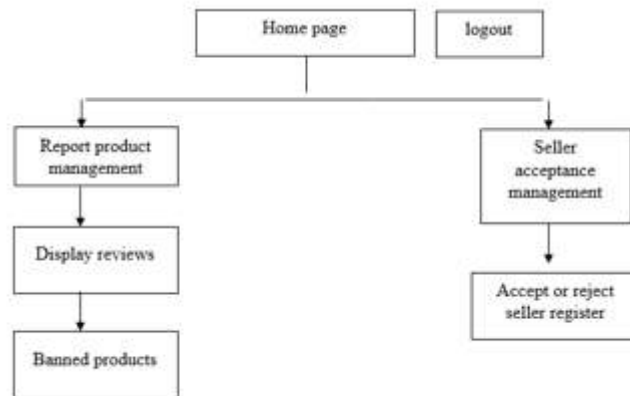 Home page
logout
Report product
management
Seller
acceptance
management
Display reviews
Accept or reject
seller register
Banned products